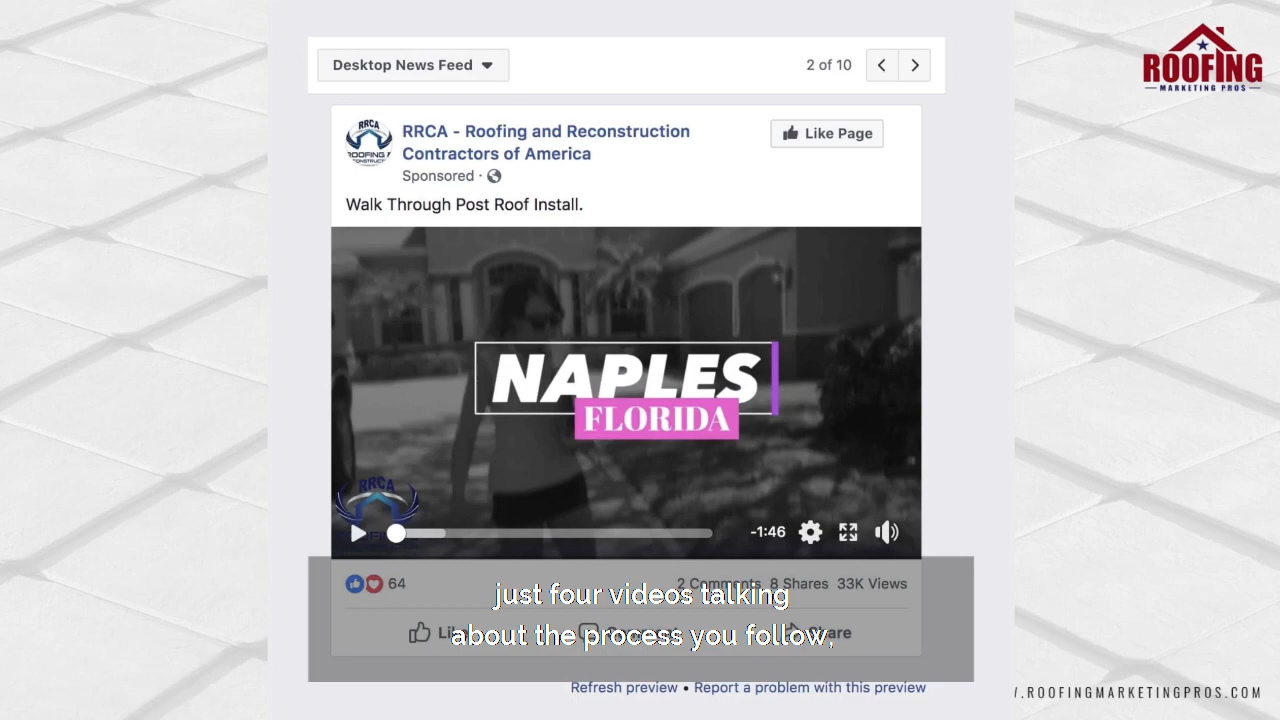 Desktop News Feed
2 of 10
ROOFING
MARKETING PROS
RRCA - Roofing and Reconstruction
Contractors of America
Like Page
Sponsored ·
Walk Through Post Roof Install.
RRCA
NAPLES
FLORIDA
RRCA
-1:46
64
2 Comments 8 Shares 33K Views
just four videos talking
Share
about the process you follow,
Refresh preview • Report a problem with this preview
.ROOFINGMARKETINGPROS.COM